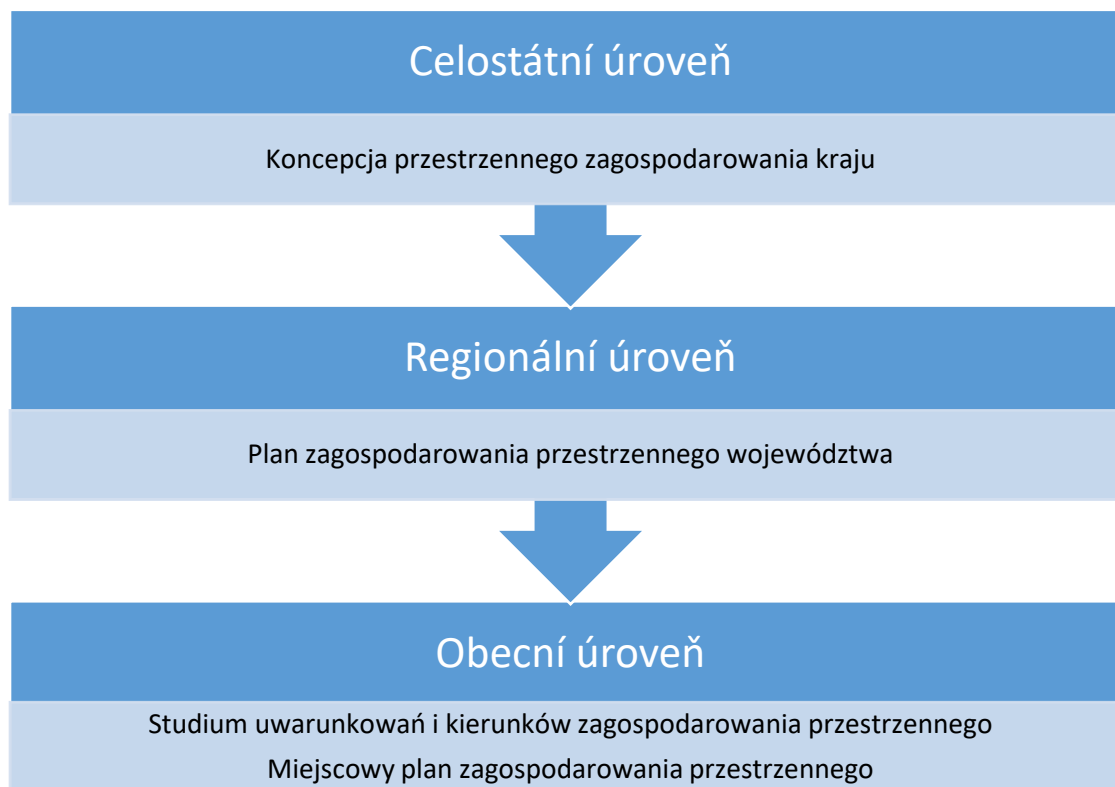 Celostátní úroveň
Koncepcja przestrzennego zagospodarowania kraju
Regionální úroveň
Plan zagospodarowania przestrzennego województwa
Obecní úroveň
Studium uwarunkowań i kierunków zagospodarowania przestrzennego
Miejscowy plan zagospodarowania przestrzennego